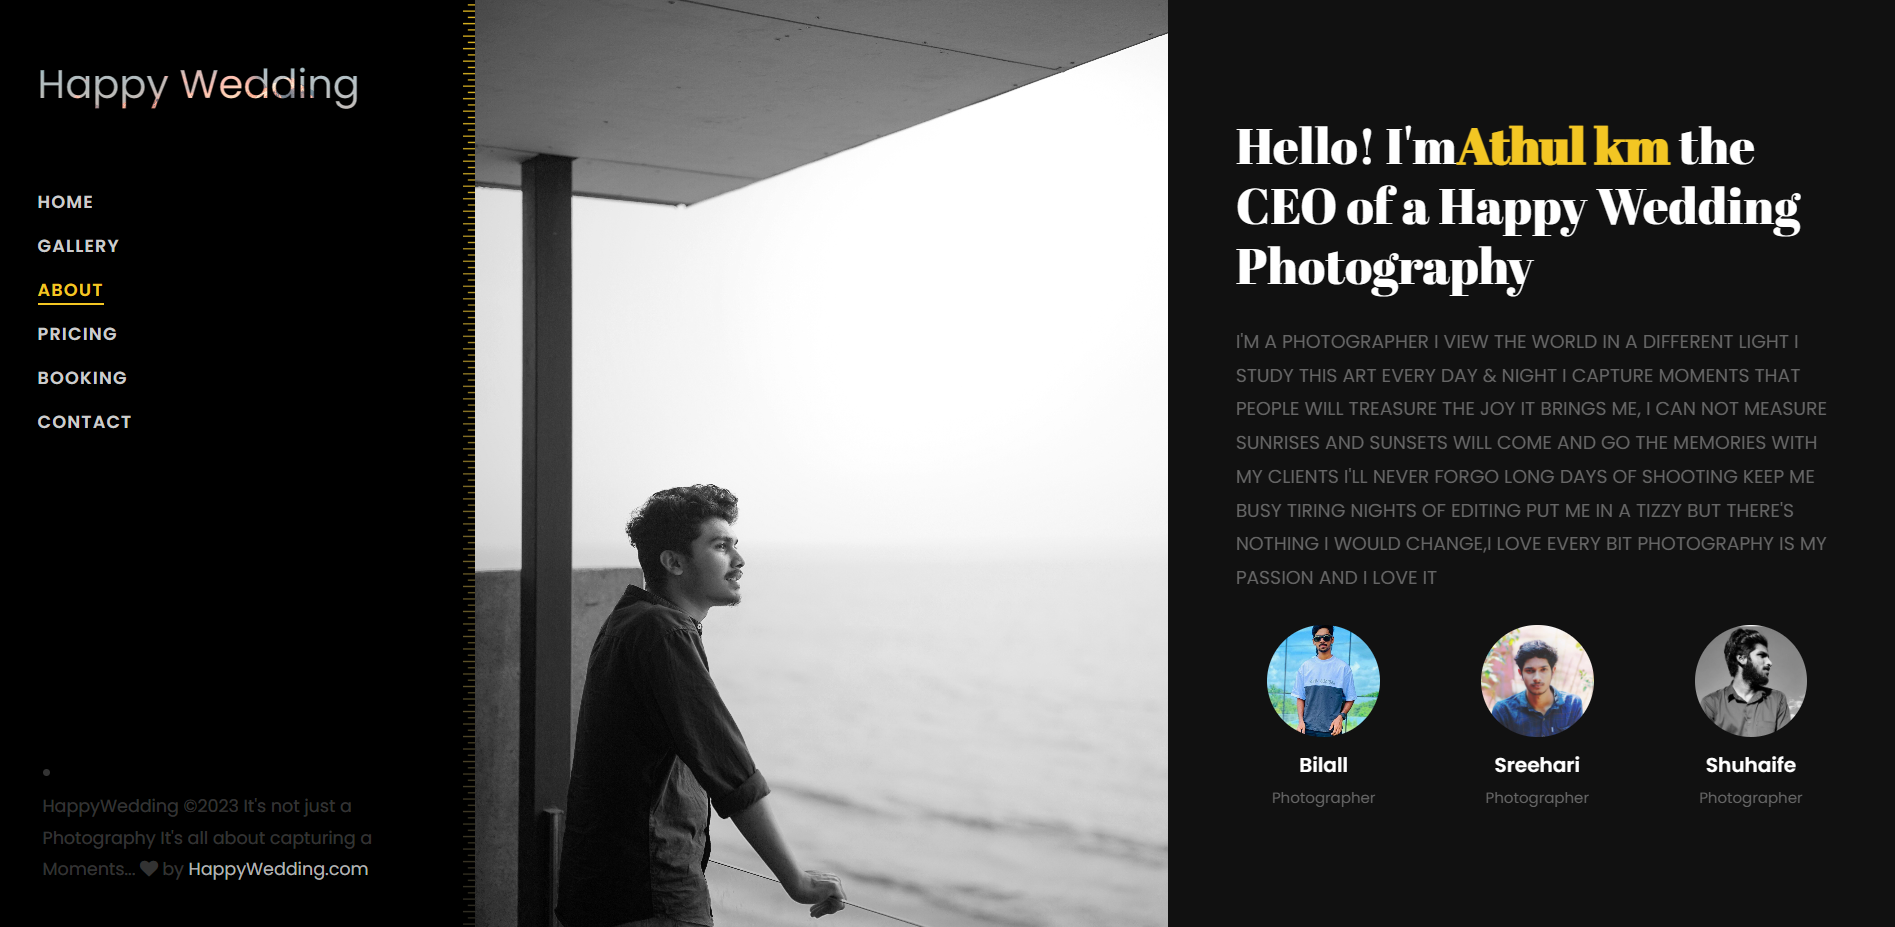 Happy Wedding
HOME
GALLERY
ABOUT
PRICING
BOOKING
CONTACT
HappyWedding ©2023 It's not just a
Photography It's all about capturing a
Moments... ♥ by HappyWedding.com
Hello! I'mAthul km the
CEO of a Happy Wedding
Photography
I'M A PHOTOGRAPHER I VIEW THE WORLD IN A DIFFERENT LIGHT I
STUDY THIS ART EVERY DAY & NIGHT I CAPTURE MOMENTS THAT
PEOPLE WILL TREASURE THE JOY IT BRINGS ME, I CAN NOT MEASURE
SUNRISES AND SUNSETS WILL COME AND GO THE MEMORIES WITH
MY CLIENTS I'LL NEVER FORGO LONG DAYS OF SHOOTING KEEP ME
BUSY TIRING NIGHTS OF EDITING PUT ME IN A TIZZY BUT THERE'S
NOTHING I WOULD CHANGE,I LOVE EVERY BIT PHOTOGRAPHY IS MY
PASSION AND I LOVE IT
Bilall
Photographer
Sreehari
Photographer
Shuhaife
Photographer